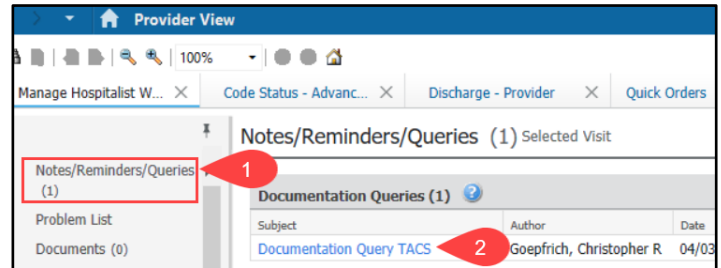 Provider View
100%
Manage Hospitalist W... Code Status - Advanc... Discharge - Provider Quick Orders
Notes/Reminders/Queries (1) Selected Visit
Notes/Reminders/Queries
(1)
1
Documentation Queries (1)
Problem List
Subject Author Date
Documents (0)
Documentation Query TACS 2 Goepfrich, Christopher R 04/03